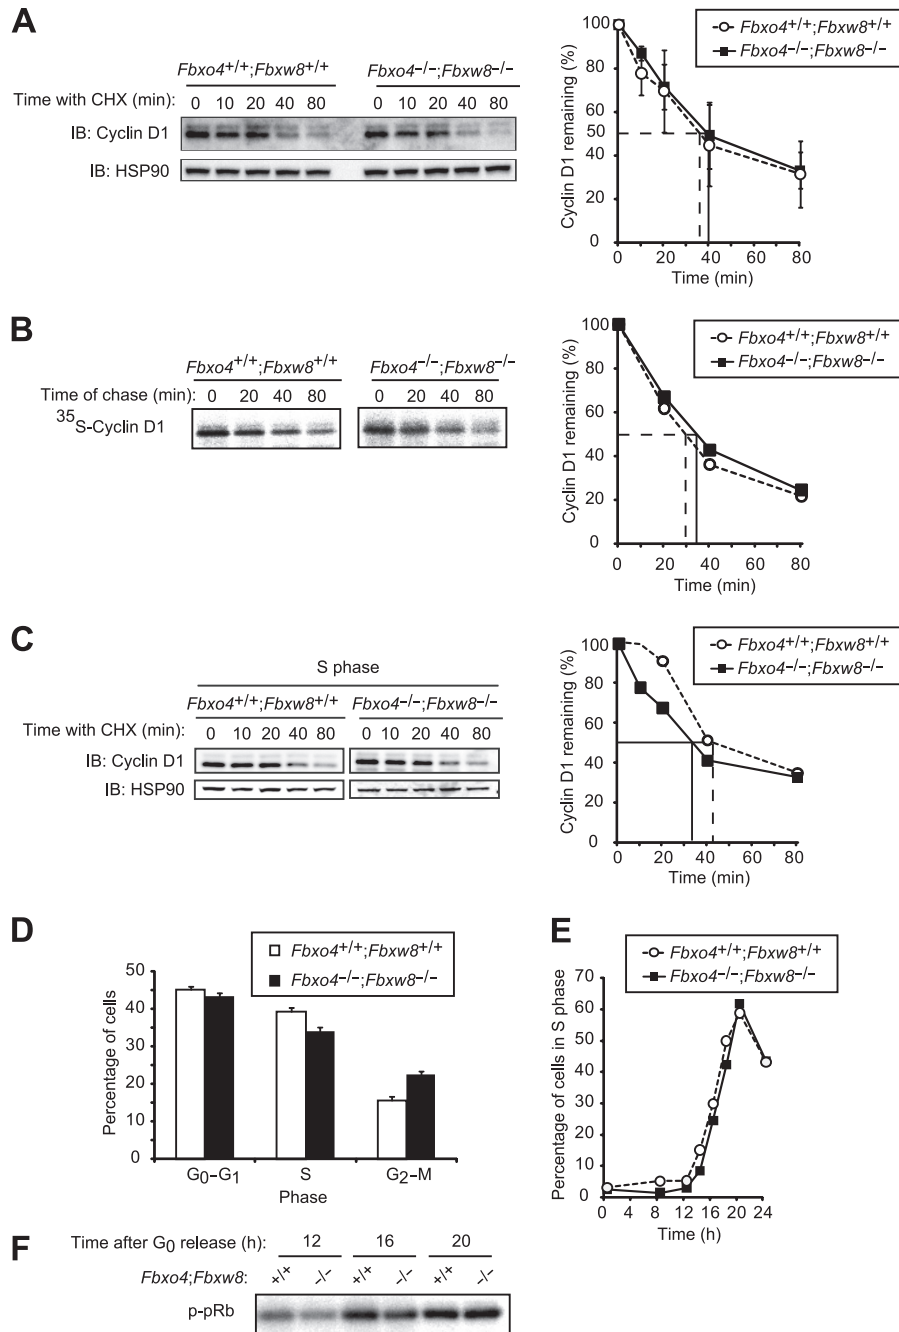 A
Fbxo4+/+;Fbxw8+/+ Fbxo4−/−;Fbxw8−/−
Time with CHX (min): 0 10 20 40 80 0 10 20 40 80
IB: Cyclin D1
IB: HSP90
Fbxo4+/+;Fbxw8+/+
Fbxo4−/−;Fbxw8−/−
Cyclin D1 remaining (%)
100
80
60
50
40
20
0
0 20 40 60 80
Time (min)
B
Fbxo4+/+;Fbxw8+/+ Fbxo4−/−;Fbxw8−/−
Time of chase (min): 0 20 40 80 0 20 40 80
35S-Cyclin D1
Fbxo4+/+;Fbxw8+/+
Fbxo4−/−;Fbxw8−/−
Cyclin D1 remaining (%)
100
80
60
40
20
0
0 20 40 60 80
Time (min)
C
S phase
Fbxo4+/+;Fbxw8+/+ Fbxo4−/−;Fbxw8−/−
Time with CHX (min): 0 10 20 40 80 0 10 20 40 80
IB: Cyclin D1
IB: HSP90
Fbxo4+/+;Fbxw8+/+
Fbxo4−/−;Fbxw8−/−
Cyclin D1 remaining (%)
100
80
60
40
20
0
0 20 40 60 80
Time (min)
D
Fbxo4+/+;Fbxw8+/+
Fbxo4−/−;Fbxw8−/−
Percentage of cells
50
40
30
20
10
0
G0–G1 S G2–M
Phase
E
Fbxo4+/+;Fbxw8+/+
Fbxo4−/−;Fbxw8−/−
Percentage of cells in S phase
70
60
50
40
30
20
10
0
0 4 8 12 16 20 24
Time (h)
F
Time after G0 release (h): 12 16 20
Fbxo4;Fbxw8: +/+ −/− +/+ −/− +/+ −/−
p-pRb